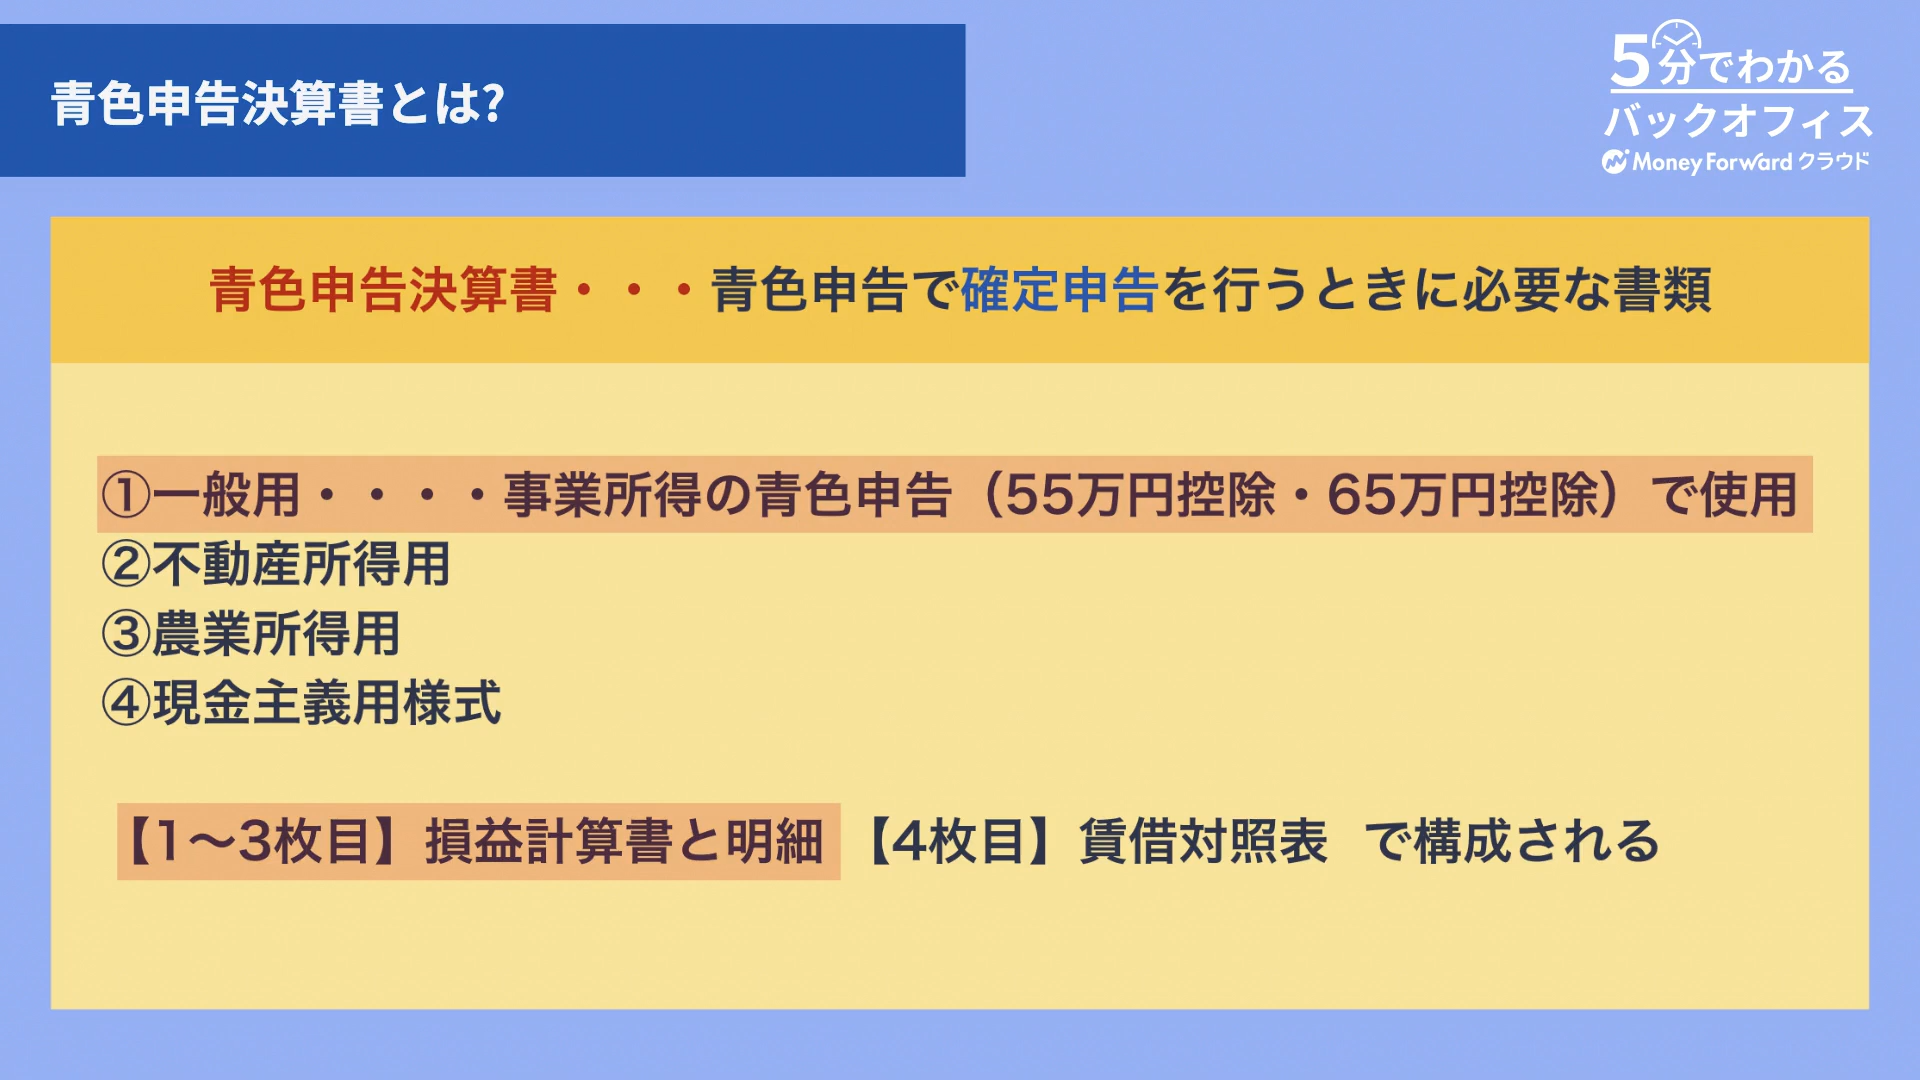 青色申告決算書とは?
5分でわかる
バックオフィス
Money Forward クラウド
青色申告決算書・・・青色申告で確定申告を行うときに必要な書類
①一般用・・・・事業所得の青色申告（55万円控除・65万円控除）で使用
②不動産所得用
③農業所得用
④現金主義用様式
【1〜3枚目】損益計算書と明細【4枚目】賃借対照表 で構成される